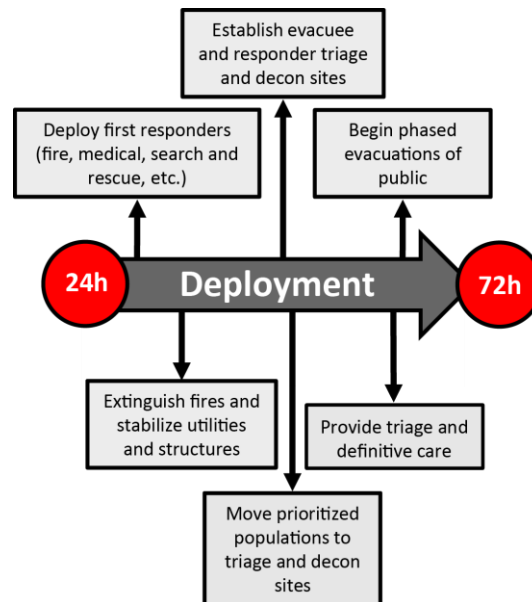 Establish evacuee
and responder triage
and decon sites
Deploy first responders
(fire, medical, search and
rescue, etc.)
Begin phased
evacuations of
public
24h
Deployment
72h
Extinguish fires and
stabilize utilities
and structures
Provide triage and
definitive care
Move prioritized
populations to
triage and decon
sites